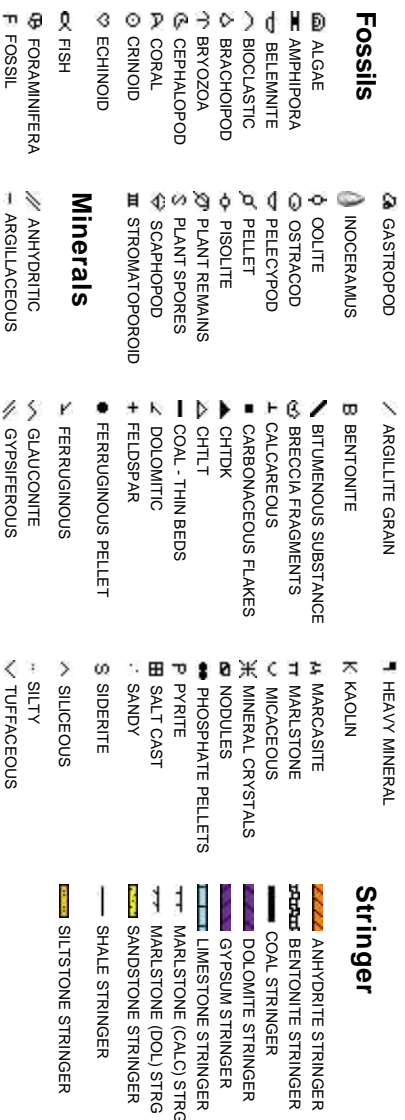 Fossils
ALGAE
AMPHIPORA
BELEMNITE
BIOCLASTIC
BRACHOIPOD
BRYOZOA
CEPHALOPOD
CORAL
CRINOID
ECHINOID
FISH
FORAMINIFERA
F FOSSIL
GASTROPOD
INOCERAMUS
OOLITE
OSTRACOD
PELECYPOD
PELLET
PISOLITE
PLANT REMAINS
S PLANT SPORES
SCAPHOPOD
STROMATOPOROID
Minerals
ANHYDRITIC
ARGILLACEOUS
ARGILLITE GRAIN
B BENTONITE
BITUMENOUS SUBSTANCE
BRECCIA FRAGMENTS
CALCAREOUS
CARBONACEOUS FLAKES
CHTDK
CHTLT
COAL - THIN BEDS
DOLOMITIC
FELDSPAR
FERRUGINOUS PELLET
FERRUGINOUS
GLAUCONITE
GYPSIFEROUS
HEAVY MINERAL
K KAOLIN
MARCASITE
MARLSTONE
MICACEOUS
MINERAL CRYSTALS
NODULES
PHOSPHATE PELLETS
P PYRITE
SALT CAST
SANDY
S SIDERITE
SILICEOUS
SILTY
TUFFACEOUS
Stringer
ANHYDRITE STRINGER
BENTONITE STRINGER
COAL STRINGER
DOLOMITE STRINGER
GYPSUM STRINGER
LIMESTONE STRINGER
MARLSTONE (CALC) STRG
MARLSTONE (DOL) STRG
SANDSTONE STRINGER
SHALE STRINGER
SILTSTONE STRINGER